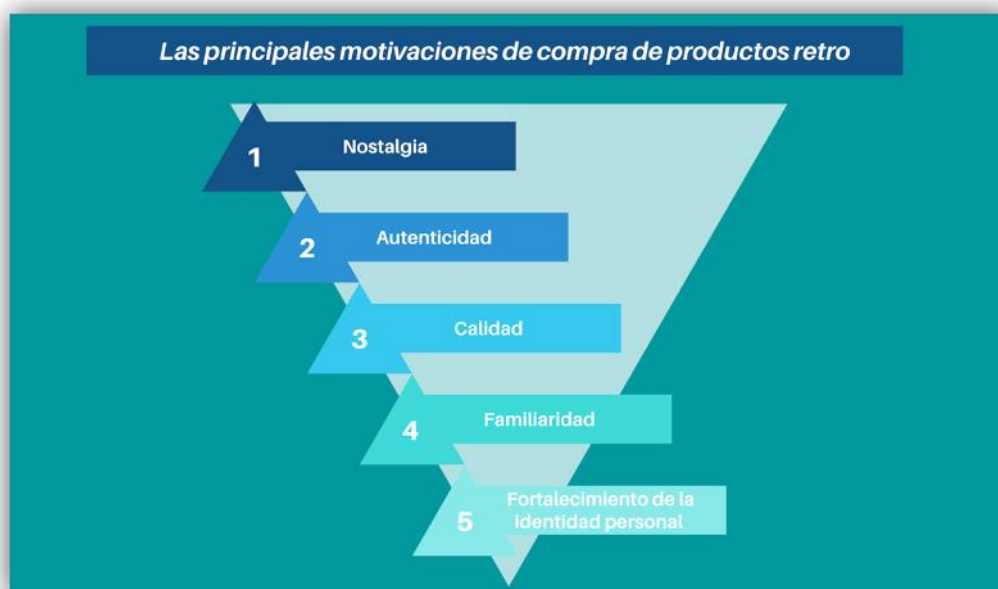 Las principales motivaciones de compra de productos retro
1
Nostalgia
2
Autenticidad
3
Calidad
4
Familiaridad
5
Fortalecimiento de la
identidad personal